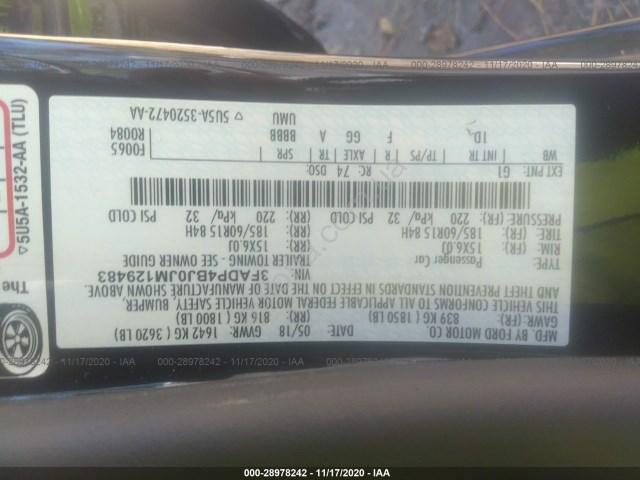 000-28978242 - 11/17/2020 - IAA
MFD. BY FORD MOTOR CO.
DATE 05/18 GVWR: 1642 KG ( 3620 LB)
GAWR: (FR): 839 KG ( 1850 LB) (RR): 816 KG ( 1800 LB)
THIS VEHICLE CONFORMS TO ALL APPLICABLE FEDERAL MOTOR VEHICLE SAFETY, BUMPER,
AND THEFT PREVENTION STANDARDS IN EFFECT ON THE DATE OF MANUFACTURE SHOWN ABOVE.
VIN: 3FADP4BJ0JM129483
TYPE: Passenger Car TRAILER TOWING - SEE OWNER GUIDE
RIM: 15X6.0J 15X6.0J
TIRE: (FR): 185/60R15 84H (RR): 185/60R15 84H
PRESSURE: (FR): 220 kPa/ 32 PSI COLD (RR): 220 kPa/ 32 PSI COLD
EXT PNT: G1 RC: 74 DSO:
WB INT TR TP/PS R AXLE TR SPR F0065
1D F GG A BBBB R0084
UMU ▽ 5U5A-3520472-AA
▽5U5A-1532-AA (TLU)
The
000-28978242 - 11/17/2020 - IAA